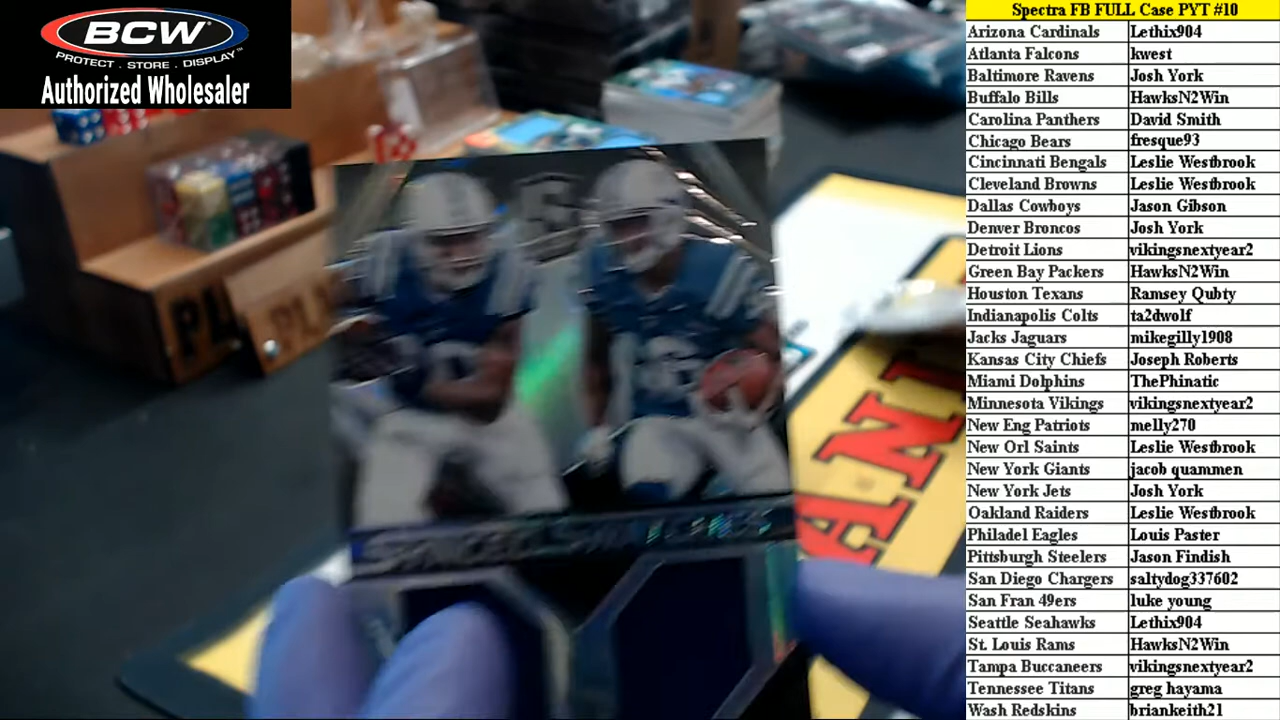 BCW
PROTECT . STORE . DISPLAY
Authorized Wholesaler
Spectra FB FULL Case PYT #10
Arizona Cardinals Lethix904
Atlanta Falcons kwest
Baltimore Ravens Josh York
Buffalo Bills HawksN2Win
Carolina Panthers David Smith
Chicago Bears fresque93
Cincinnati Bengals Leslie Westbrook
Cleveland Browns Leslie Westbrook
Dallas Cowboys Jason Gibson
Denver Broncos Josh York
Detroit Lions vikingsnextyear2
Green Bay Packers HawksN2Win
Houston Texans Ramsey Qubty
Indianapolis Colts ta2dwolf
Jacks Jaguars mikegilly1908
Kansas City Chiefs Joseph Roberts
Miami Dolphins ThePhinatic
Minnesota Vikings vikingsnextyear2
New Eng Patriots melly270
New Orl Saints Leslie Westbrook
New York Giants jacob quammen
New York Jets Josh York
Oakland Raiders Leslie Westbrook
Philadel Eagles Louis Paster
Pittsburgh Steelers Jason Findish
San Diego Chargers saltydog337602
San Fran 49ers luke young
Seattle Seahawks Lethix904
St. Louis Rams HawksN2Win
Tampa Buccaneers vikingsnextyear2
Tennessee Titans greg hayama
Wash Redskins briankeith21